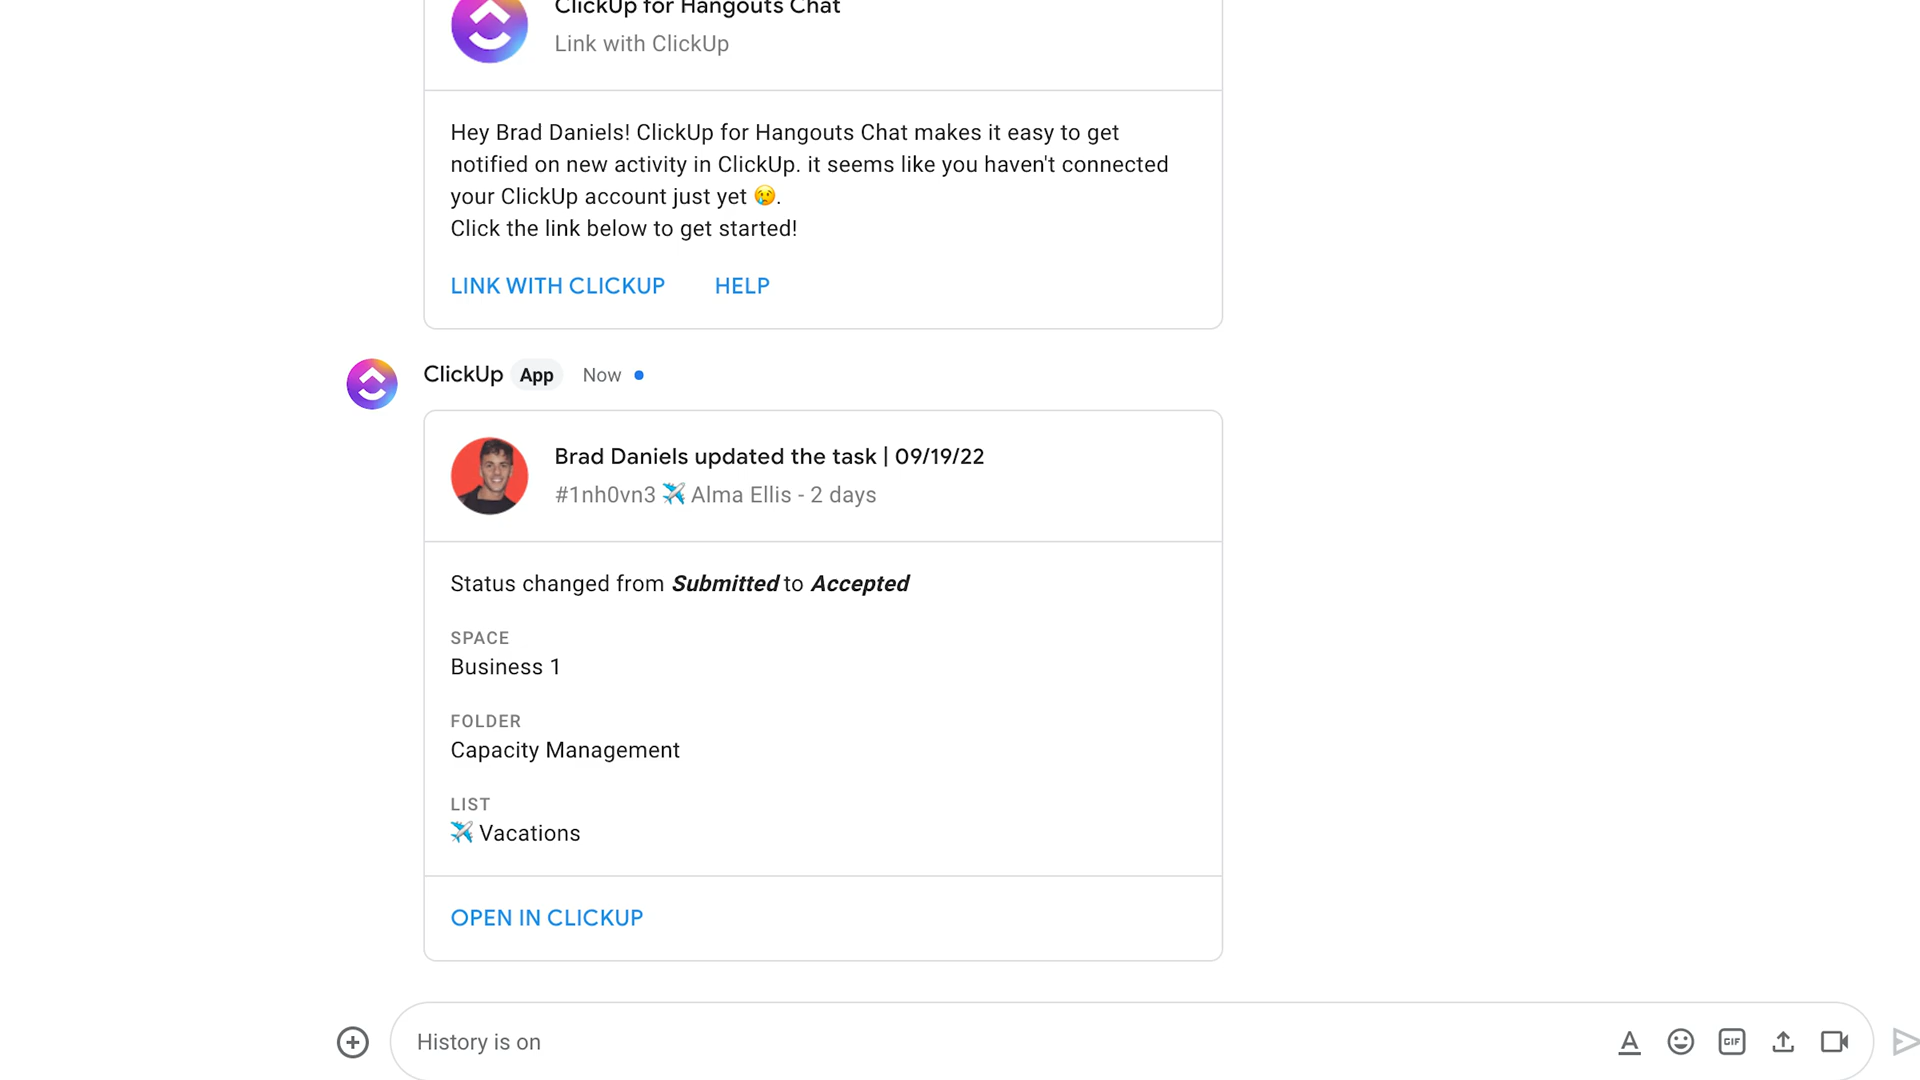 ClickUp for Hangouts Chat
Link with ClickUp
Hey Brad Daniels! ClickUp for Hangouts Chat makes it easy to get
notified on new activity in ClickUp. it seems like you haven't connected
your ClickUp account just yet 😢.
Click the link below to get started!
LINK WITH CLICKUP HELP
ClickUp App Now
Brad Daniels updated the task | 09/19/22
#1nh0vn3 ✈️ Alma Ellis - 2 days
Status changed from Submitted to Accepted
SPACE
Business 1
FOLDER
Capacity Management
LIST
✈️ Vacations
OPEN IN CLICKUP
History is on
A GIF